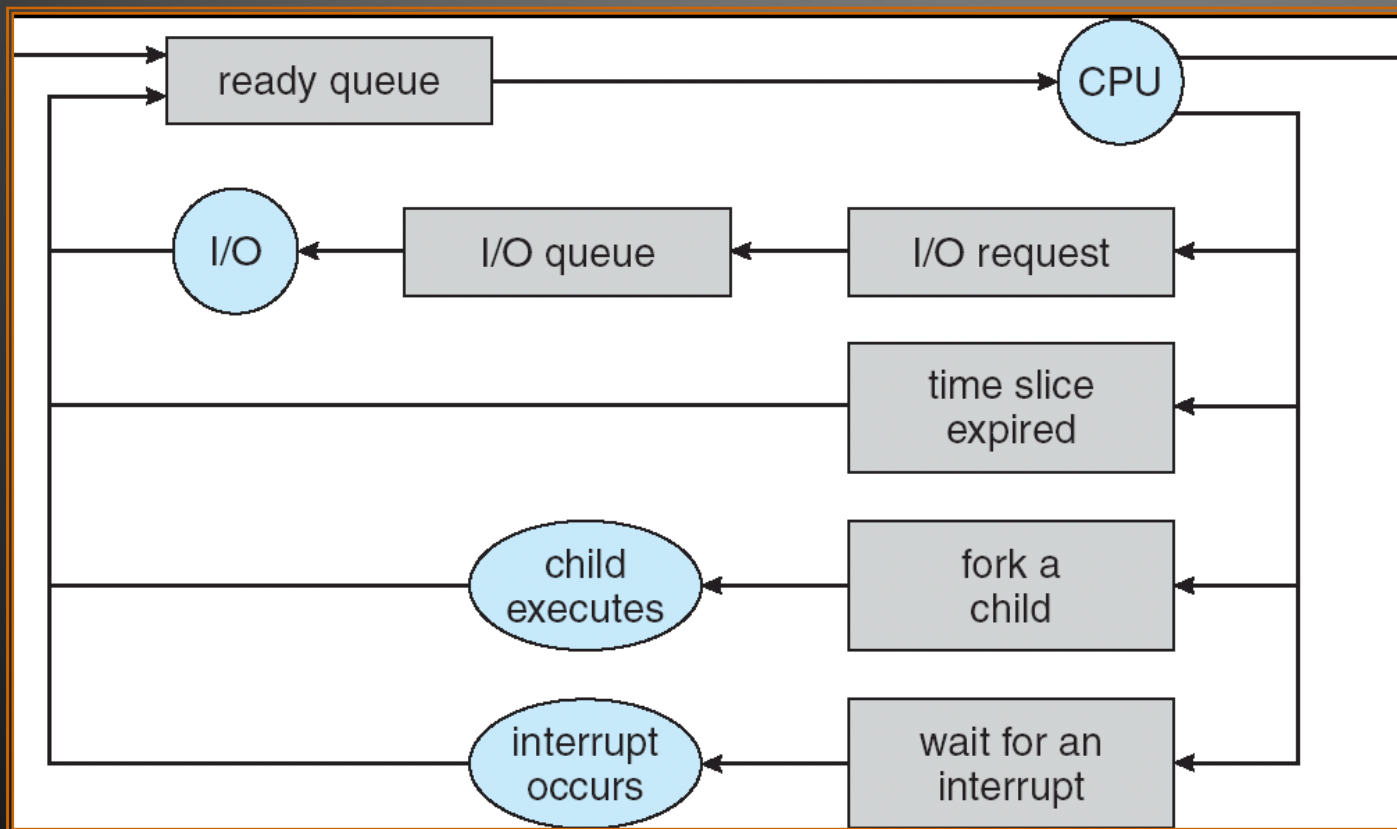 ready queue
CPU
I/O
I/O queue
I/O request
time slice
expired
child
executes
fork a
child
interrupt
occurs
wait for an
interrupt